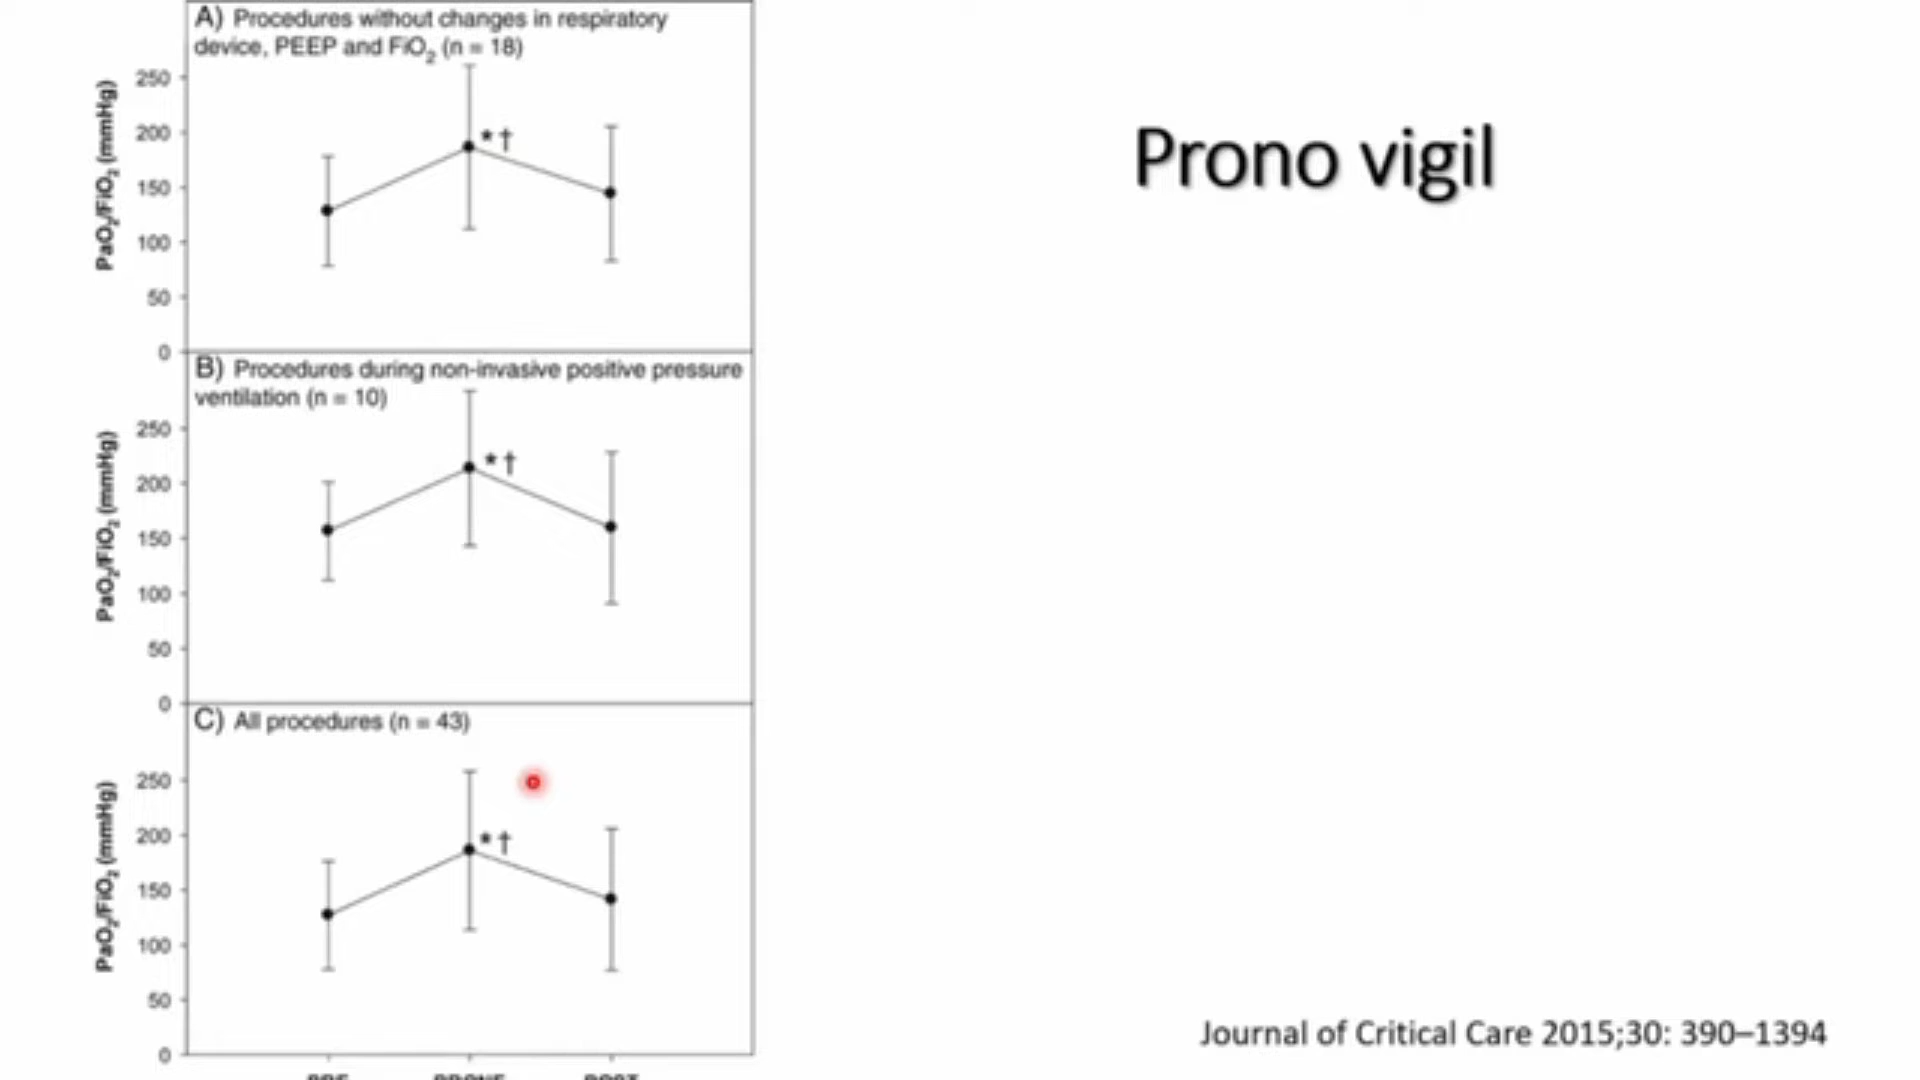 A) Procedures without changes in respiratory
device, PEEP and FiO₂ (n = 18)
PaO₂/FiO₂ (mmHg)
250
200
150
100
50
0
*†
B) Procedures during non-invasive positive pressure
ventilation (n = 10)
PaO₂/FiO₂ (mmHg)
250
200
150
100
50
0
*†
C) All procedures (n = 43)
PaO₂/FiO₂ (mmHg)
250
200
150
100
50
0
*†
PRE PRONE POST
Prono vigil
Journal of Critical Care 2015;30: 390–1394